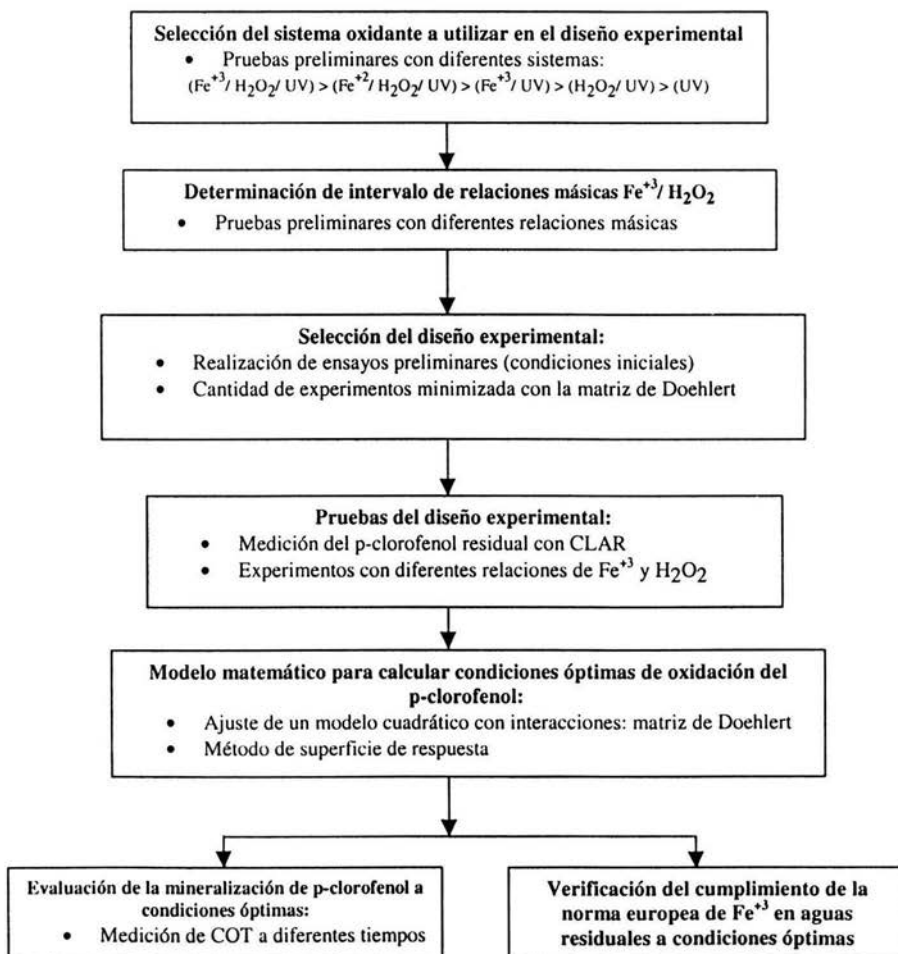 Selección del sistema oxidante a utilizar en el diseño experimental
• Pruebas preliminares con diferentes sistemas:
(Fe⁺³/ H₂O₂/ UV) > (Fe⁺²/ H₂O₂/ UV) > (Fe⁺³/ UV) > (H₂O₂/ UV) > (UV)
Determinación de intervalo de relaciones másicas Fe⁺³/ H₂O₂
• Pruebas preliminares con diferentes relaciones másicas
Selección del diseño experimental:
• Realización de ensayos preliminares (condiciones iniciales)
• Cantidad de experimentos minimizada con la matriz de Doehlert
Pruebas del diseño experimental:
• Medición del p-clorofenol residual con CLAR
• Experimentos con diferentes relaciones de Fe⁺³ y H₂O₂
Modelo matemático para calcular condiciones óptimas de oxidación del
p-clorofenol:
• Ajuste de un modelo cuadrático con interacciones: matriz de Doehlert
• Método de superficie de respuesta
Evaluación de la mineralización de p-clorofenol a
condiciones óptimas:
• Medición de COT a diferentes tiempos
Verificación del cumplimiento de la
norma europea de Fe⁺³ en aguas
residuales a condiciones óptimas